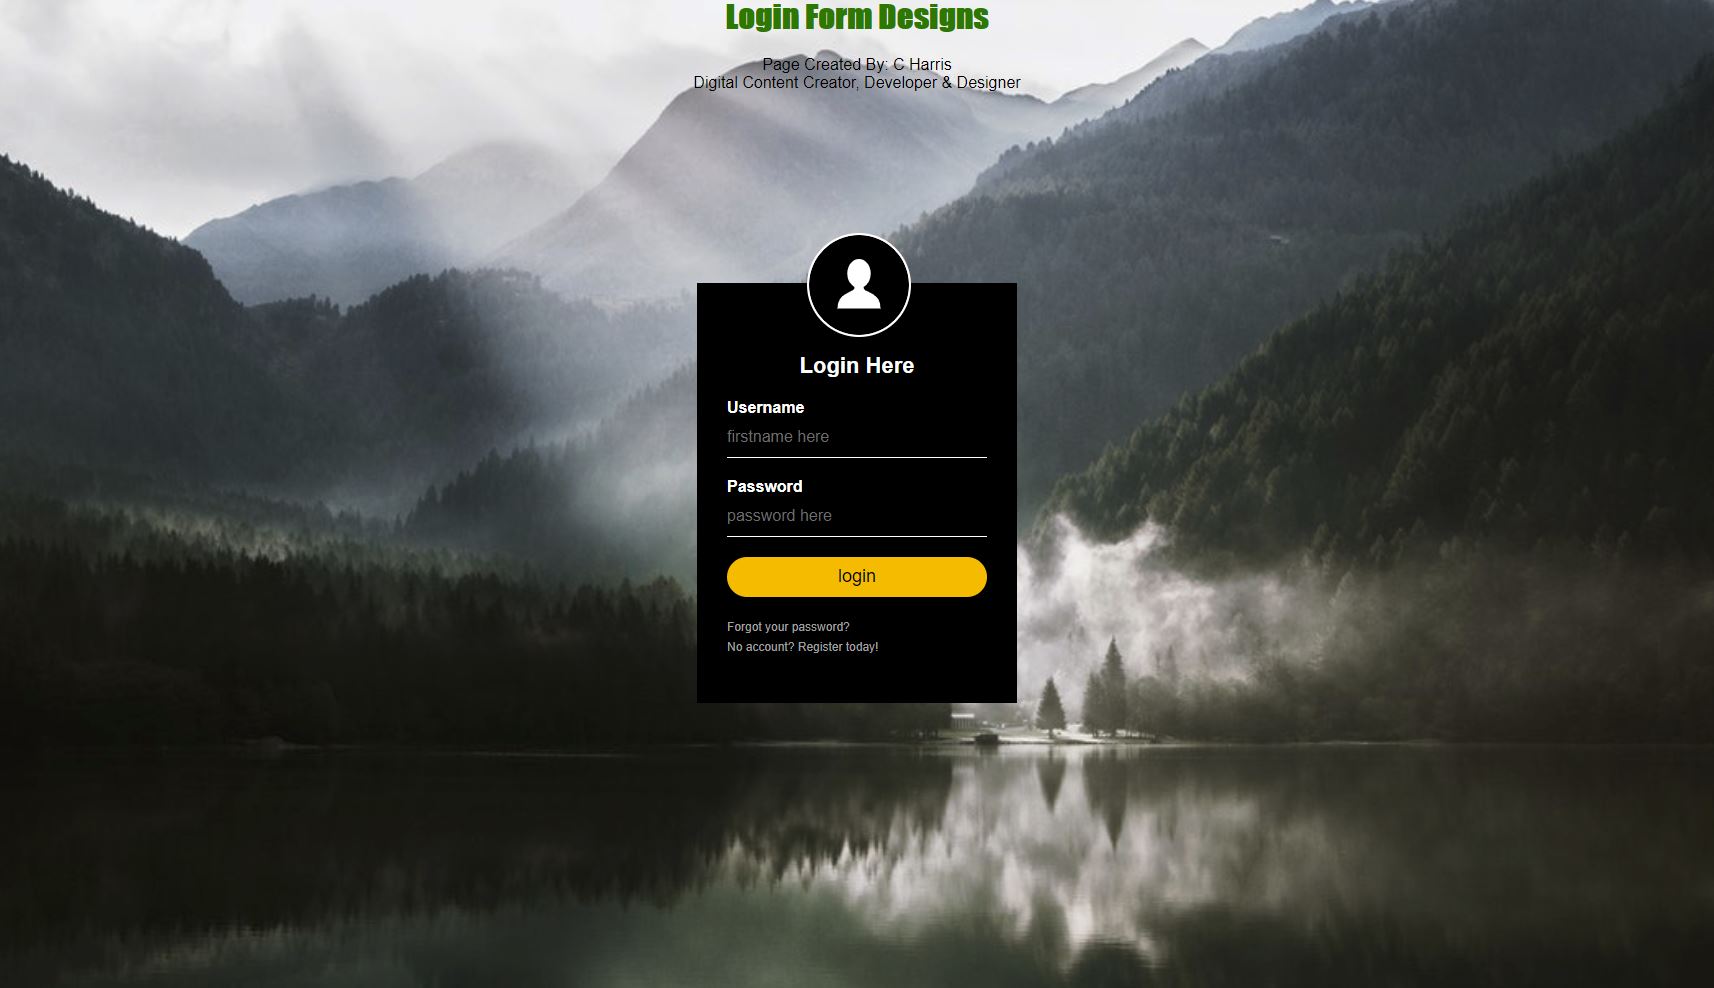 Login Form Designs
Page Created By: C Harris
Digital Content Creator, Developer & Designer
Login Here
Username
firstname here
Password
password here
login
Forgot your password?
No account? Register today!